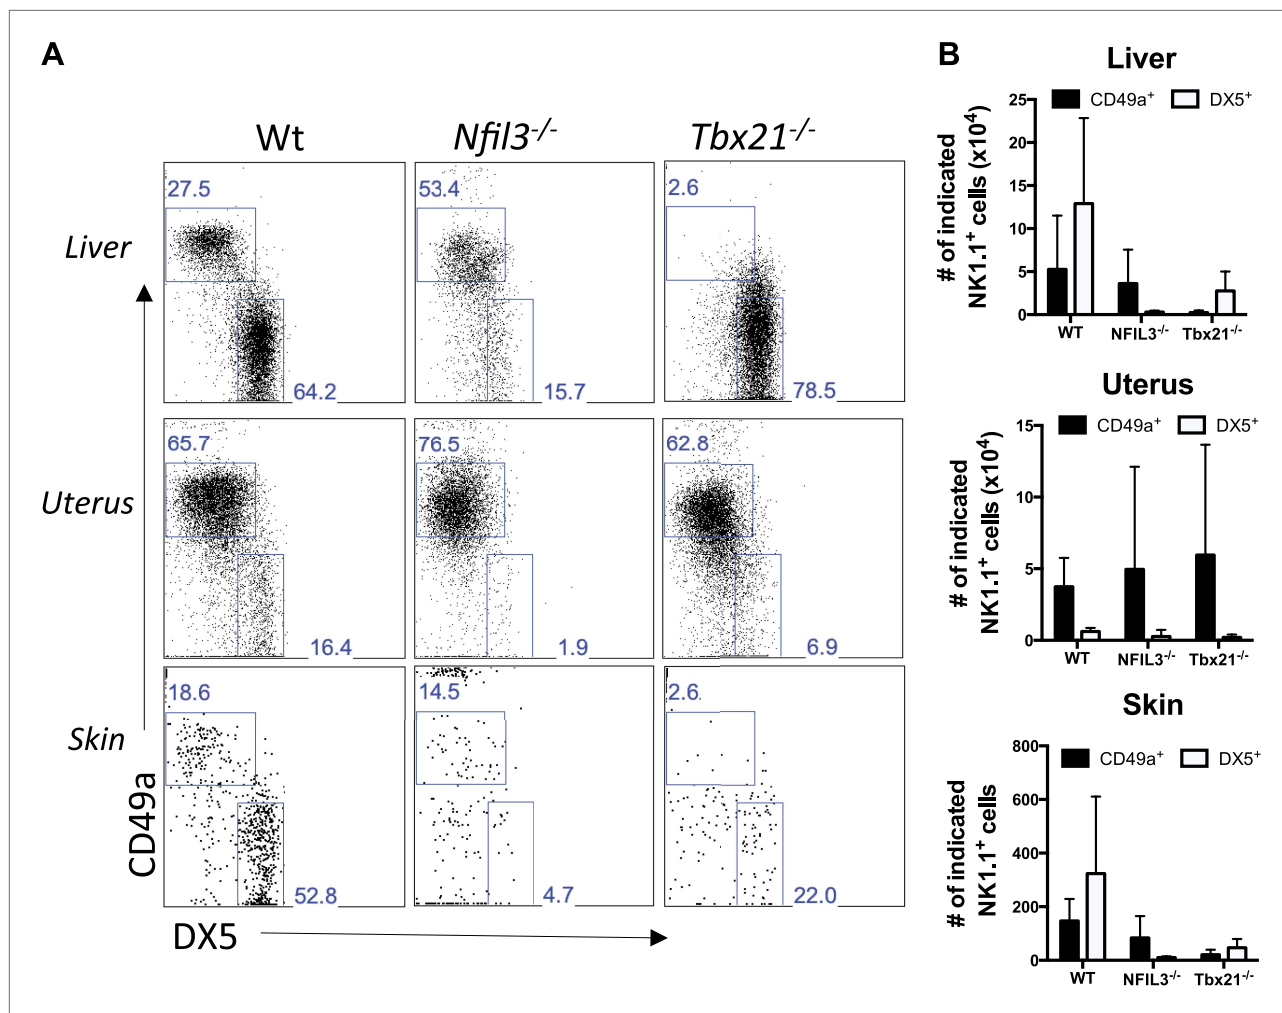 A
Wt
Nfil3-/-
Tbx21-/-
Liver
27.5
64.2
53.4
15.7
2.6
78.5
Uterus
65.7
16.4
76.5
1.9
62.8
6.9
Skin
18.6
52.8
14.5
4.7
2.6
22.0
CD49a
DX5
B
Liver
CD49a+
DX5+
# of indicated
NK1.1+ cells (x10⁴)
25
20
15
10
5
0
WT
NFIL3-/-
Tbx21-/-
Uterus
CD49a+
DX5+
# of indicated
NK1.1+ cells (x10⁴)
15
10
5
0
WT
NFIL3-/-
Tbx21-/-
Skin
CD49a+
DX5+
# of indicated
NK1.1+ cells
800
600
400
200
0
WT
NFIL3-/-
Tbx21-/-